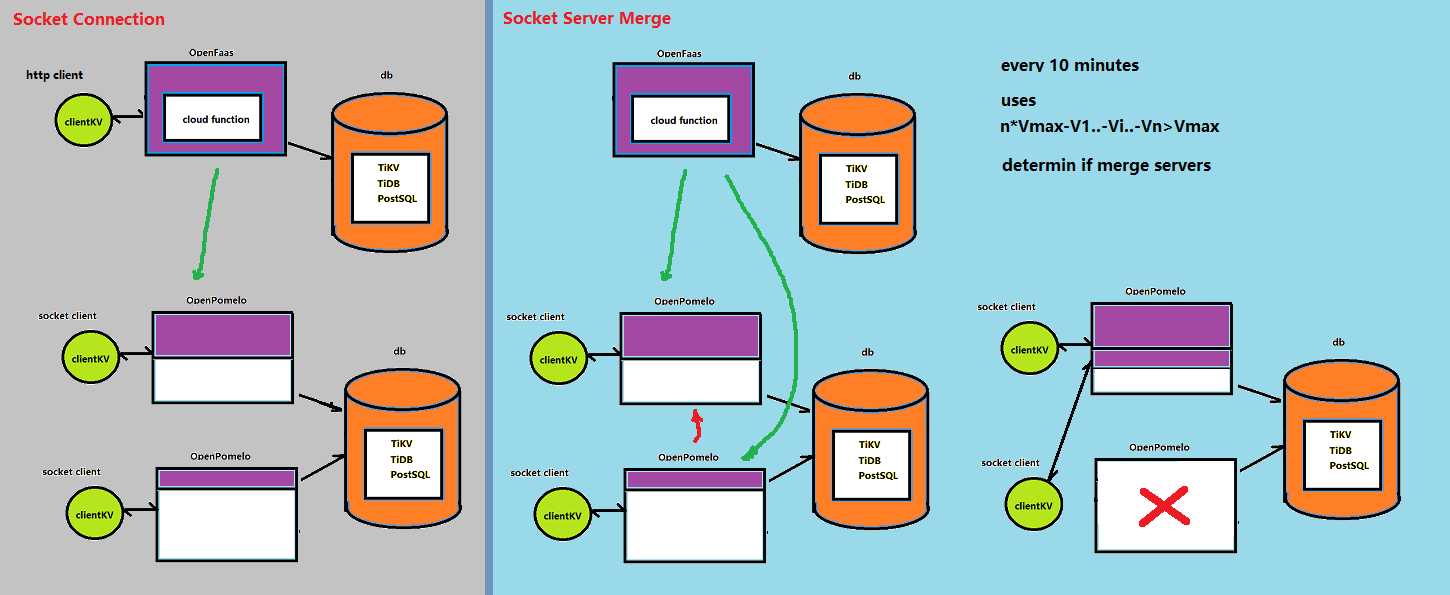 Socket Connection
OpenFaas
http client
clientKV
cloud function
db
TiKV
TiDB
PostSQL
OpenPomelo
socket client
clientKV
db
TiKV
TiDB
PostSQL
OpenPomelo
socket client
clientKV
Socket Server Merge
OpenFaas
cloud function
db
TiKV
TiDB
PostSQL
OpenPomelo
socket client
clientKV
db
TiKV
TiDB
PostSQL
OpenPomelo
socket client
clientKV
every 10 minutes
uses
n*Vmax-V1..-Vi..-Vn>Vmax
determin if merge servers
OpenPomelo
socket client
clientKV
db
TiKV
TiDB
PostSQL
OpenPomelo
socket client
clientKV